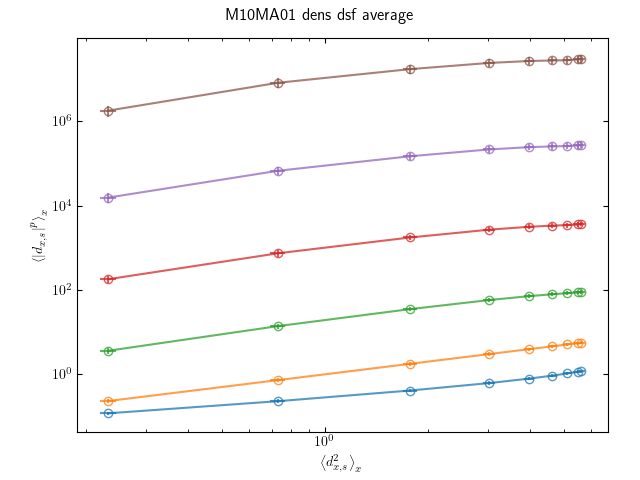 M10MA01 dens dsf average
⟨|d_{x,s}|^p⟩_x
10^6
10^4
10^2
10^0
10^0
⟨d_{x,s}^2⟩_x